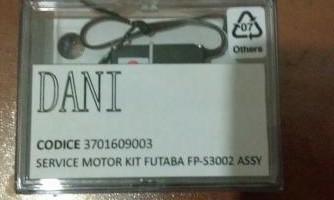 07
Others
DANI
CODICE 3701609003
SERVICE MOTOR KIT FUTABA FP-S3002 ASSY